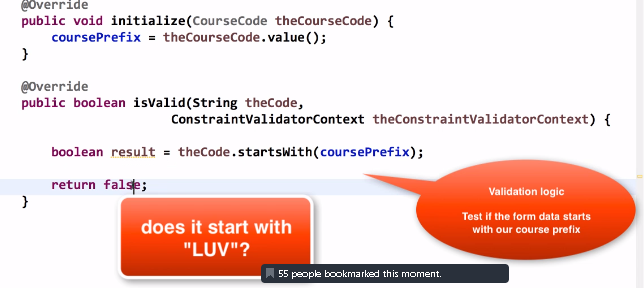 @Override
public void initialize(CourseCode theCourseCode) {
coursePrefix = theCourseCode.value();
}
@Override
public boolean isValid(String theCode,
ConstraintValidatorContext theConstraintValidatorContext) {
boolean result = theCode.startsWith(coursePrefix);
return false;
}
Validation logic
Test if the form data starts
with our course prefix
does it start with
"LUV"?
55 people bookmarked this moment.